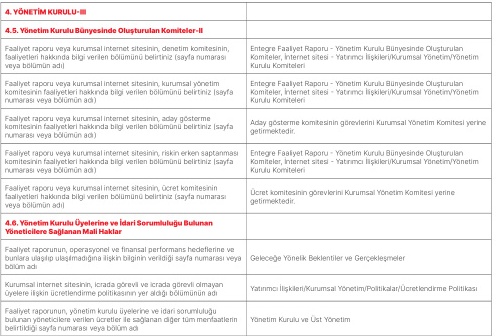 4. YÖNETİM KURULU-III
4.5. Yönetim Kurulu Bünyesinde Oluşturulan Komiteler-II
Faaliyet raporu veya kurumsal internet sitesinin, denetim komitesinin,
faaliyetleri hakkında bilgi verilen bölümünü belirtiniz (sayfa numarası
veya bölümün adı)
Entegre Faaliyet Raporu - Yönetim Kurulu Bünyesinde Oluşturulan
Komiteler, İnternet sitesi - Yatırımcı İlişkileri/Kurumsal Yönetim/Yönetim
Kurulu Komiteleri
Faaliyet raporu veya kurumsal internet sitesinin, kurumsal yönetim
komitesinin faaliyetleri hakkında bilgi verilen bölümünü belirtiniz (sayfa
numarası veya bölümün adı)
Entegre Faaliyet Raporu - Yönetim Kurulu Bünyesinde Oluşturulan
Komiteler, İnternet sitesi - Yatırımcı İlişkileri/Kurumsal Yönetim/Yönetim
Kurulu Komiteleri
Faaliyet raporu veya kurumsal internet sitesinin, aday gösterme
komitesinin faaliyetleri hakkında bilgi verilen bölümünü belirtiniz (sayfa
numarası veya bölümün adı)
Aday gösterme komitesinin görevlerini Kurumsal Yönetim Komitesi yerine
getirmektedir.
Faaliyet raporu veya kurumsal internet sitesinin, riskin erken saptanması
komitesinin faaliyetleri hakkında bilgi verilen bölümünü belirtiniz (sayfa
numarası veya bölümün adı)
Entegre Faaliyet Raporu - Yönetim Kurulu Bünyesinde Oluşturulan
Komiteler, İnternet sitesi - Yatırımcı İlişkileri/Kurumsal Yönetim/Yönetim
Kurulu Komiteleri
Faaliyet raporu veya kurumsal internet sitesinin, ücret komitesinin
faaliyetleri hakkında bilgi verilen bölümünü belirtiniz (sayfa numarası
veya bölümün adı)
Ücret komitesinin görevlerini Kurumsal Yönetim Komitesi yerine
getirmektedir.
4.6. Yönetim Kurulu Üyelerine ve İdari Sorumluluğu Bulunan
Yöneticilere Sağlanan Mali Haklar
Faaliyet raporunun, operasyonel ve finansal performans hedeflerine ve
bunlara ulaşılıp ulaşılmadığına ilişkin bilginin verildiği sayfa numarası veya
bölüm adı
Geleceğe Yönelik Beklentiler ve Gerçekleşmeler
Kurumsal internet sitesinin, icrada görevli ve icrada görevli olmayan
üyelere ilişkin ücretlendirme politikasının yer aldığı bölümünün adı
Yatırımcı İlişkileri/Kurumsal Yönetim/Politikalar/Ücretlendirme Politikası
Faaliyet raporunun, yönetim kurulu üyelerine ve idari sorumluluğu
bulunan yöneticilere verilen ücretler ile sağlanan diğer tüm menfaatlerin
belirtildiği sayfa numarası veya bölüm adı
Yönetim Kurulu ve Üst Yönetim